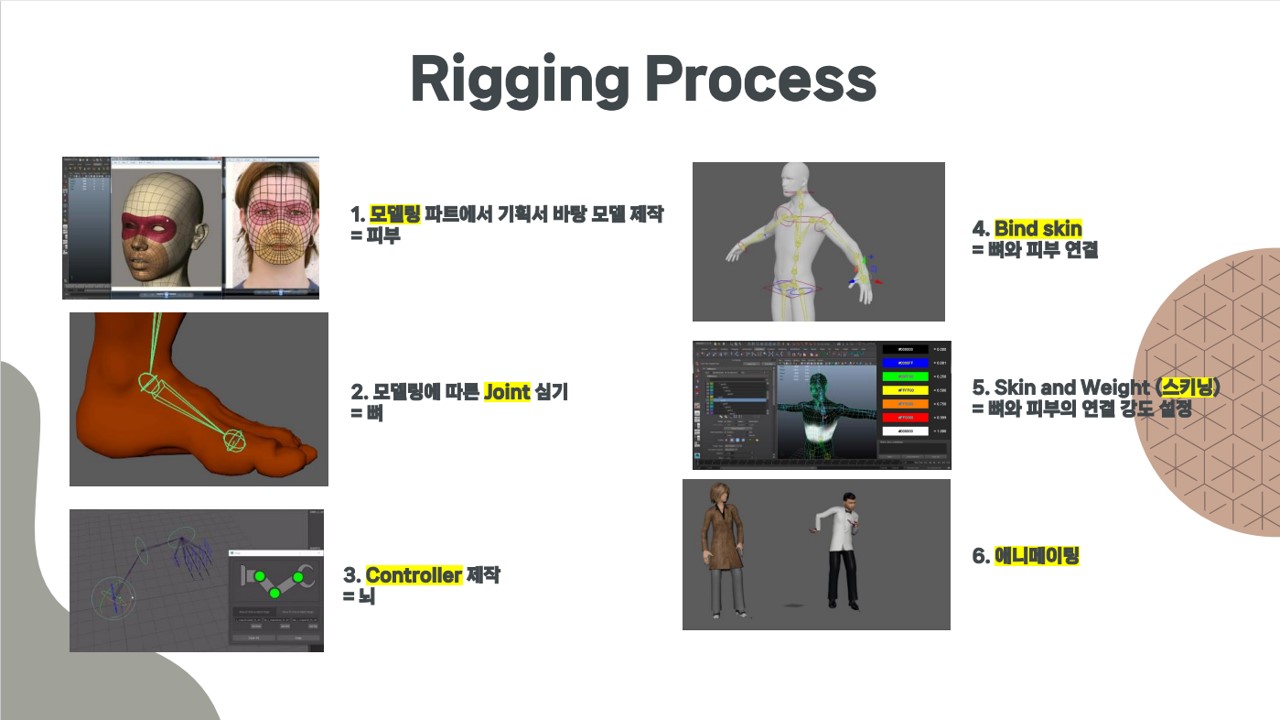 Rigging Process
1. 모델링 파트에서 기획서 바탕 모델 제작
= 피부
2. 모델링에 따른 Joint 심기
= 뼈
3. Controller 제작
= 뇌
4. Bind skin
= 뼈와 피부 연결
5. Skin and Weight (스키닝)
= 뼈와 피부의 연결 강도 설정
6. 애니메이팅